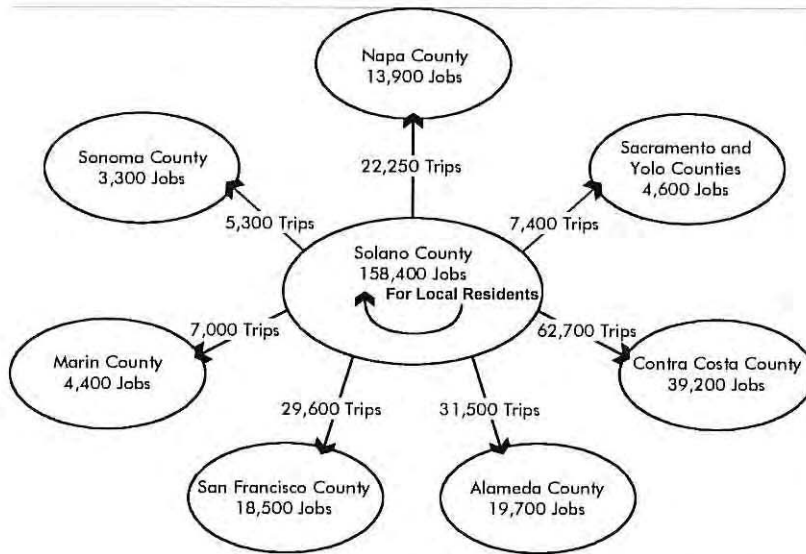 Napa County
13,900 Jobs
Sonoma County
3,300 Jobs
22,250 Trips
Sacramento and
Yolo Counties
4,600 Jobs
5,300 Trips
7,400 Trips
Solano County
158,400 Jobs
For Local Residents
7,000 Trips
62,700 Trips
Marin County
4,400 Jobs
Contra Costa County
39,200 Jobs
29,600 Trips
31,500 Trips
San Francisco County
18,500 Jobs
Alameda County
19,700 Jobs